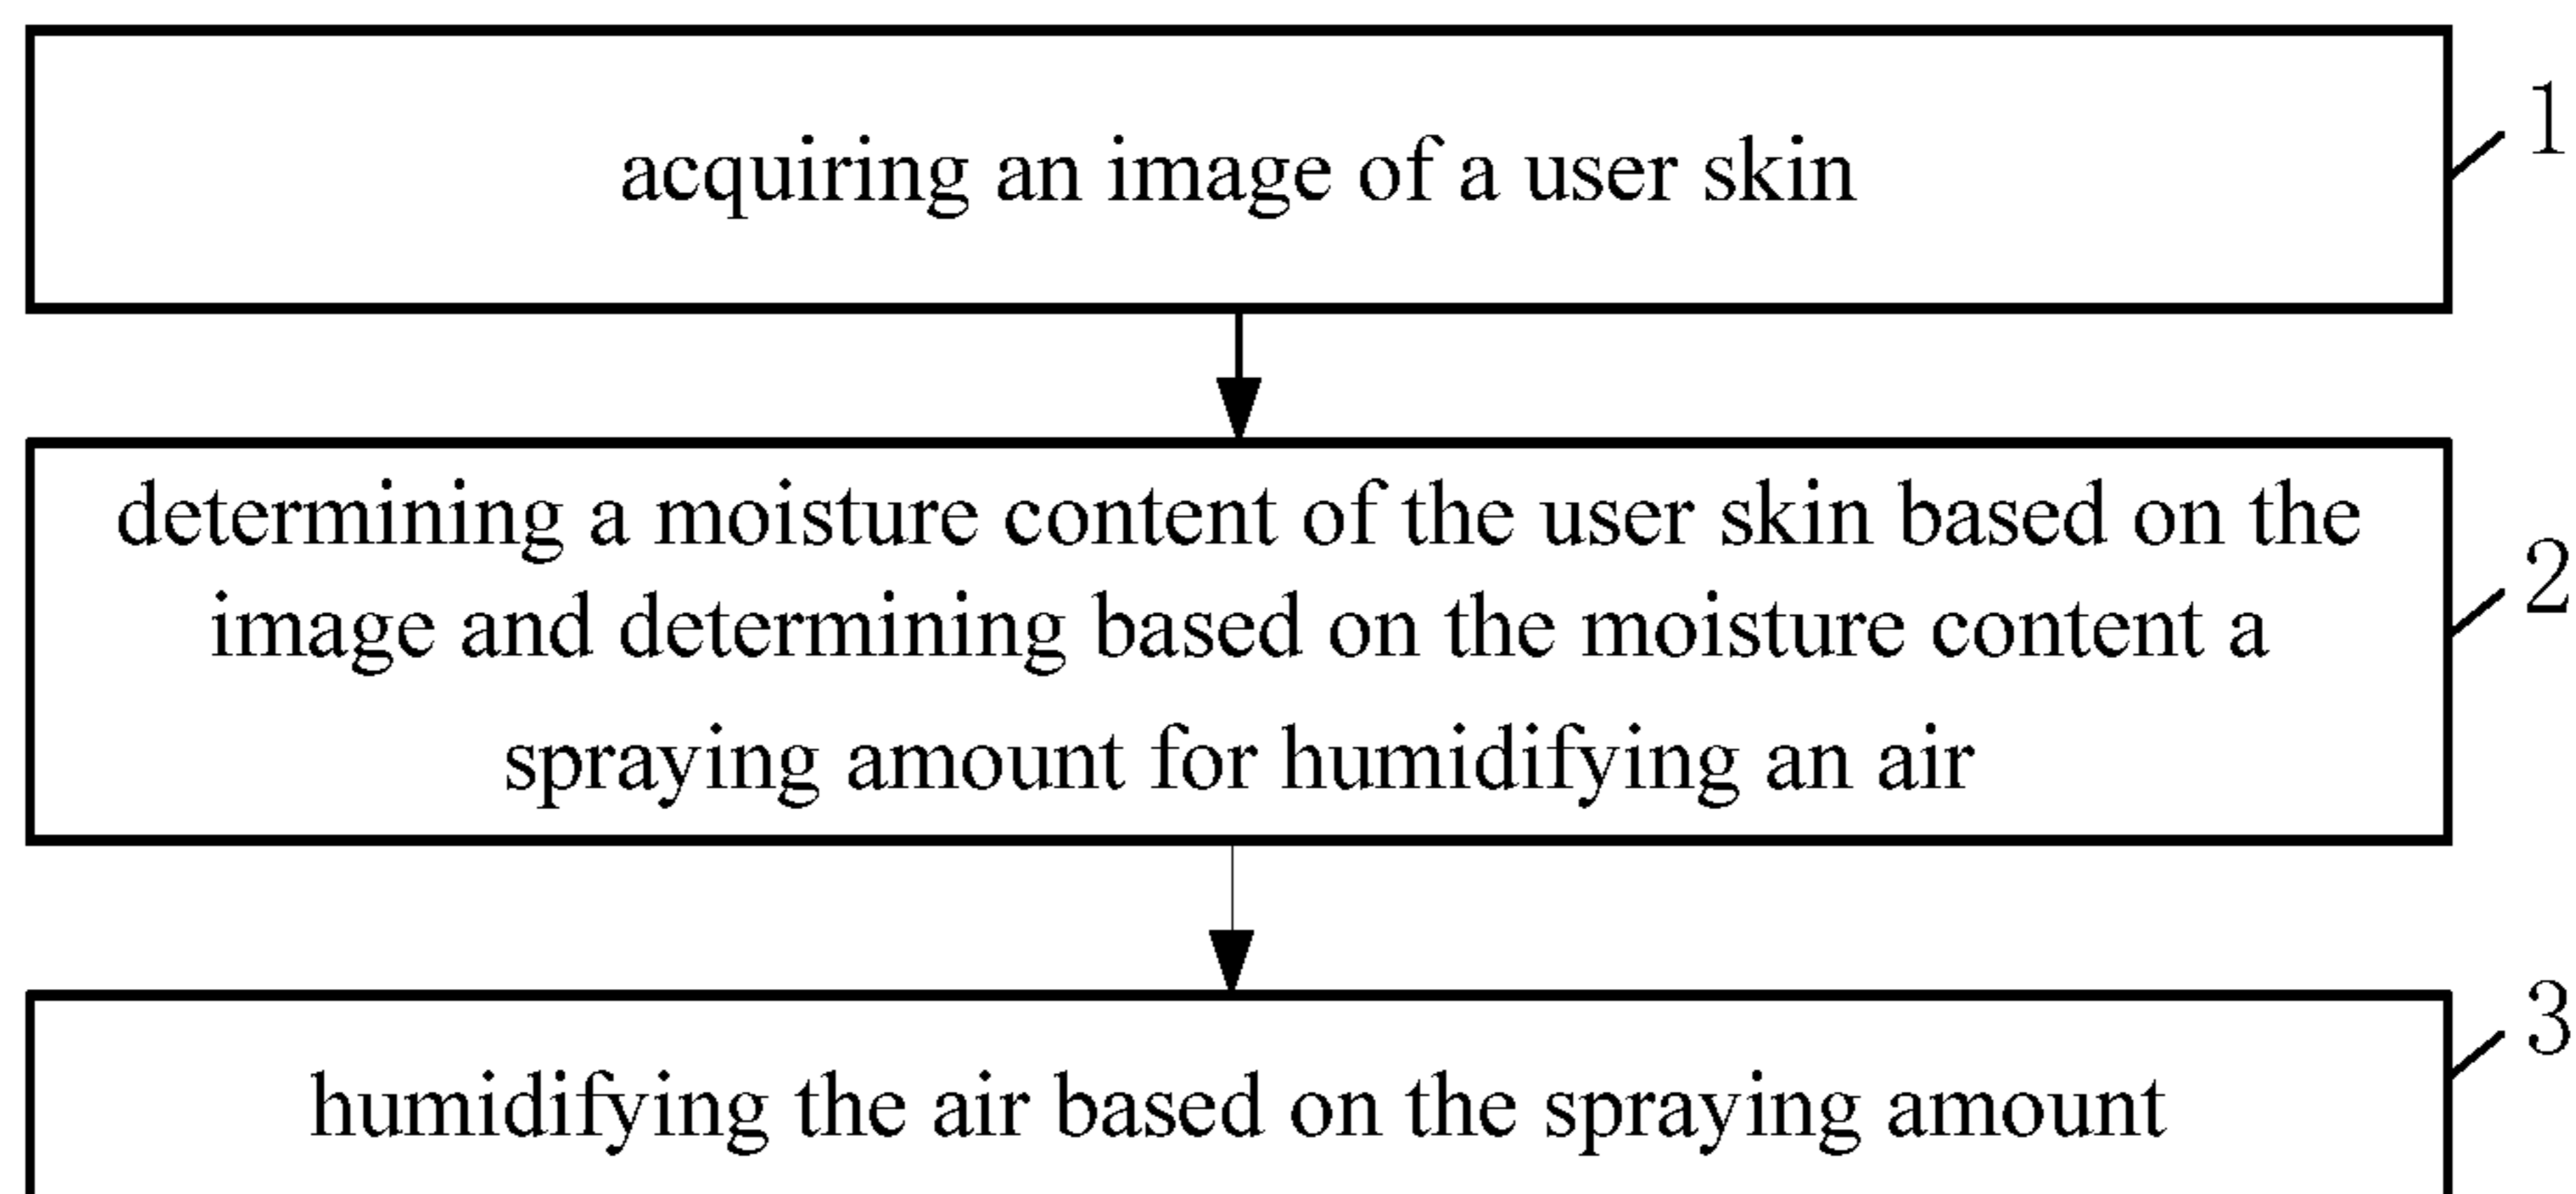 acquiring an image of a user skin
1
determining a moisture content of the user skin based on the
image and determining based on the moisture content a
spraying amount for humidifying an air
2
humidifying the air based on the spraying amount
3